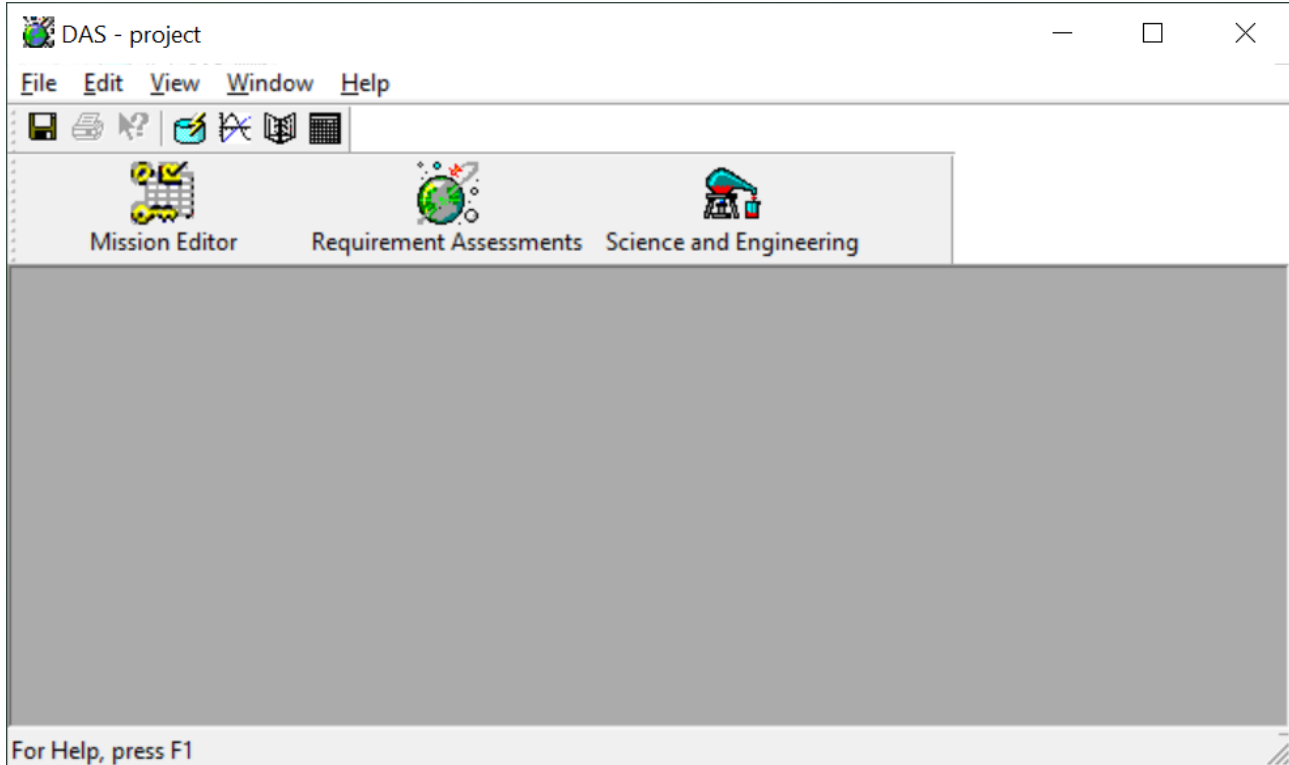 DAS - project
File Edit View Window Help
Mission Editor Requirement Assessments Science and Engineering
For Help, press F1